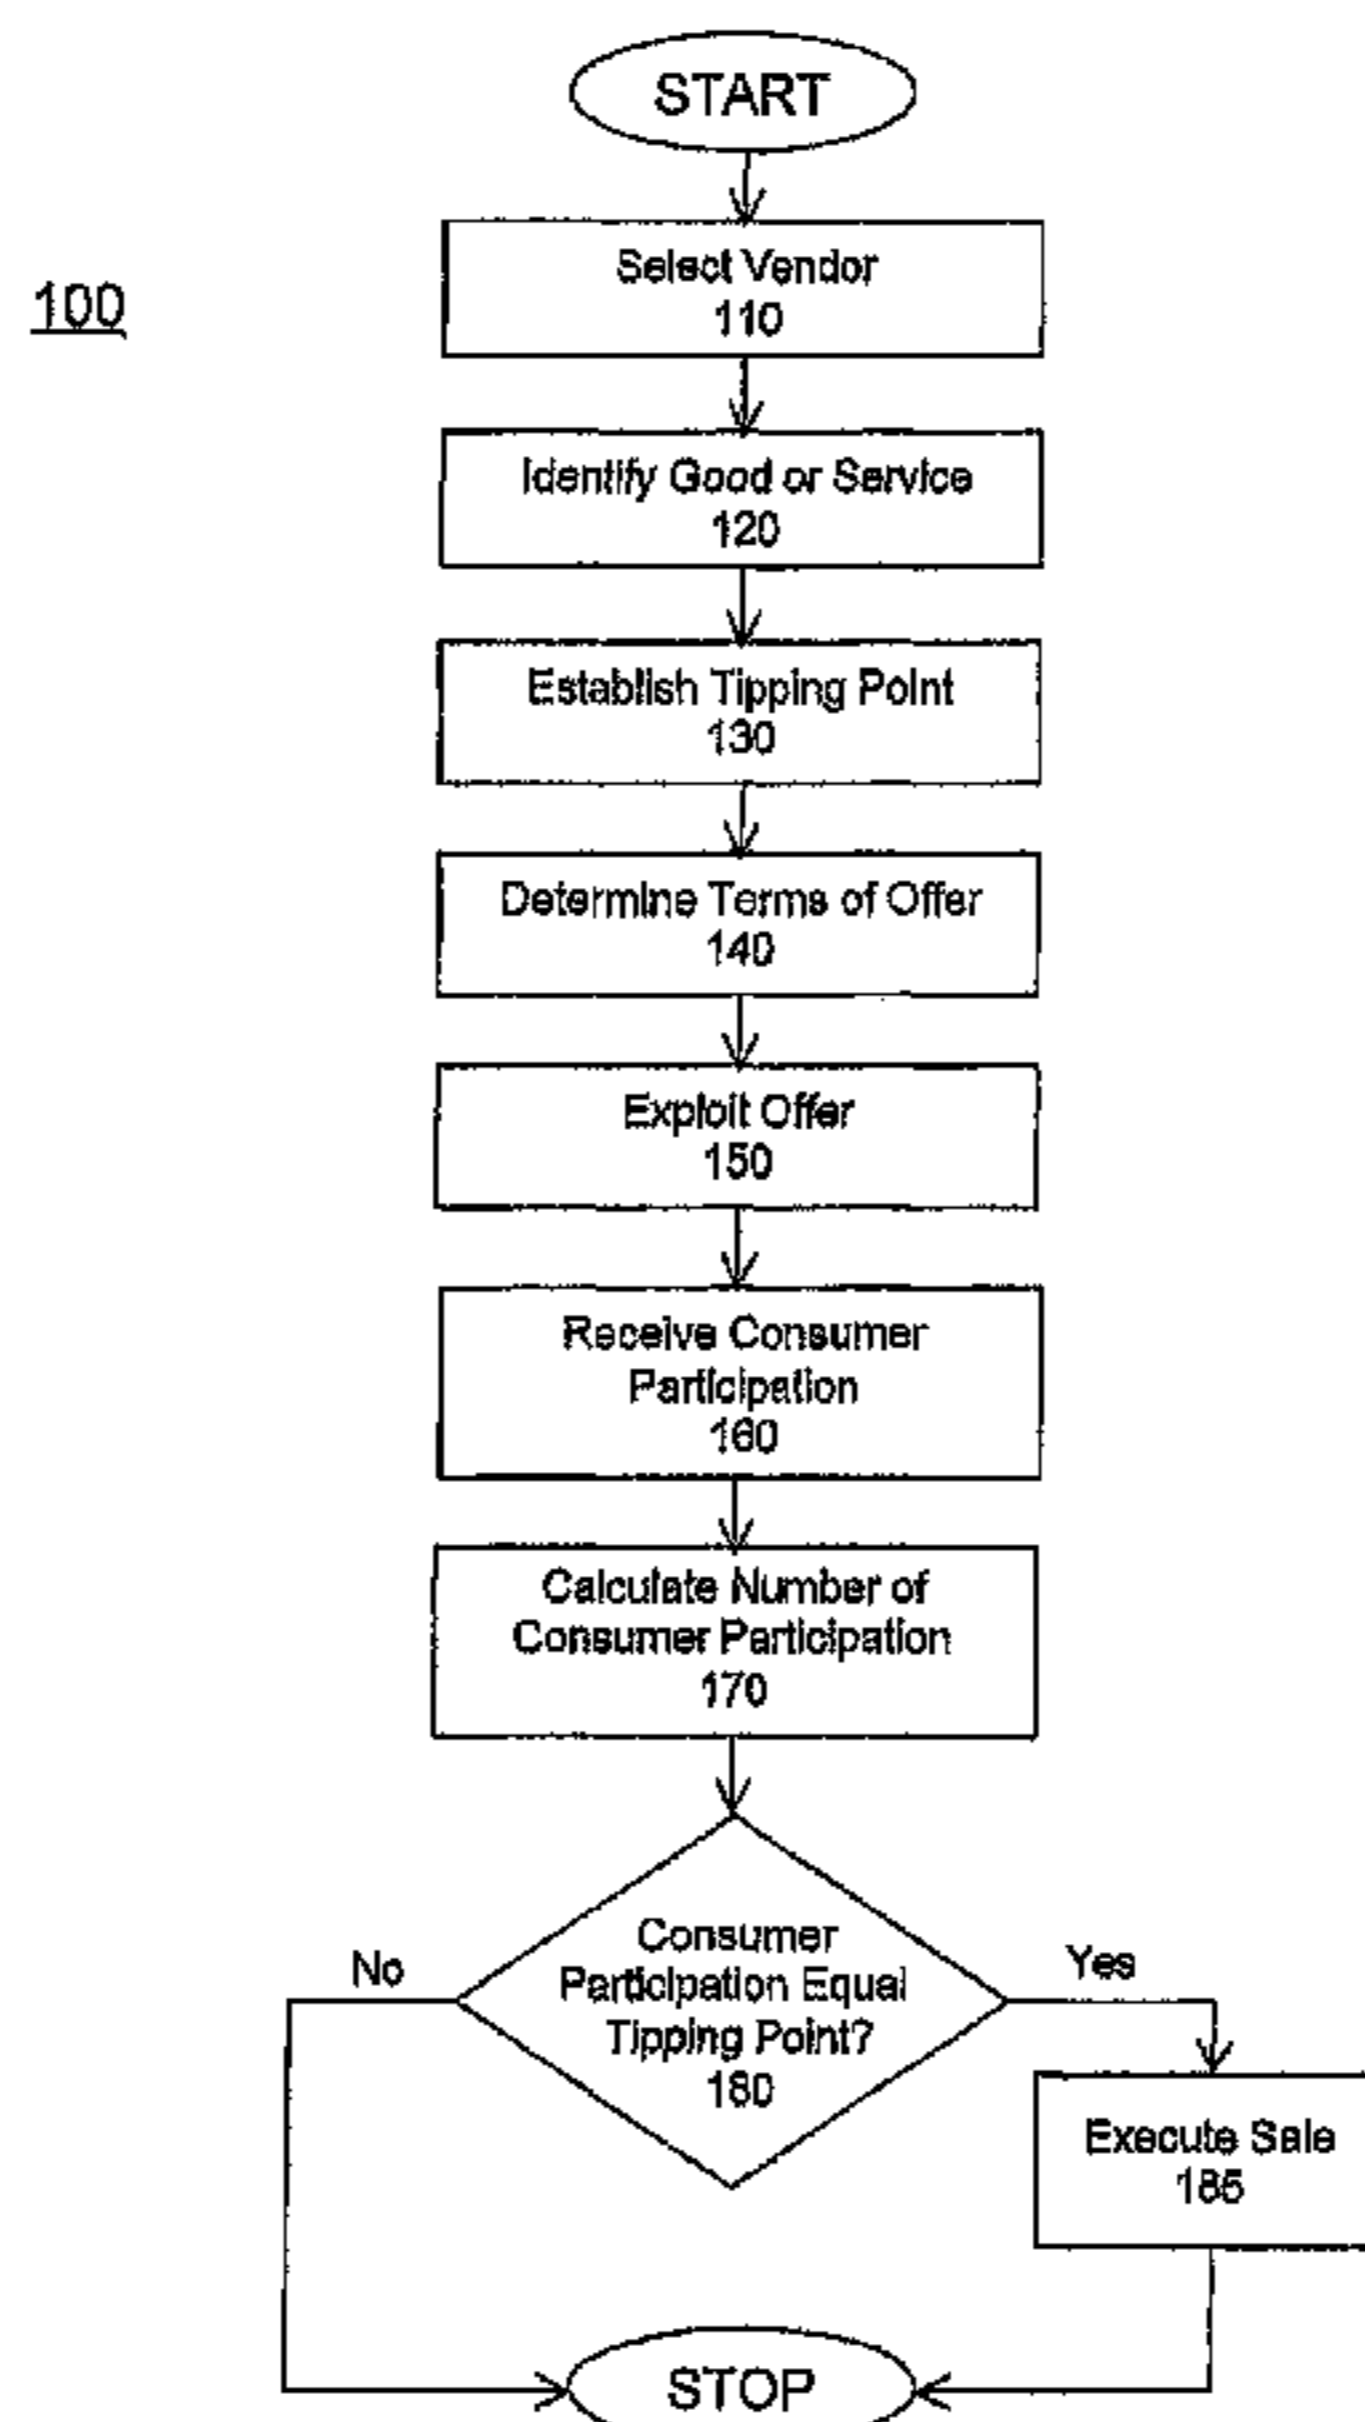 START
100
Select Vendor
110
Identify Good or Service
120
Establish Tipping Point
130
Determine Terms of Offer
140
Exploit Offer
150
Receive Consumer
Participation
160
Calculate Number of
Consumer Participation
170
No
Consumer
Participation Equal
Tipping Point?
180
Yes
Execute Sale
185
STOP